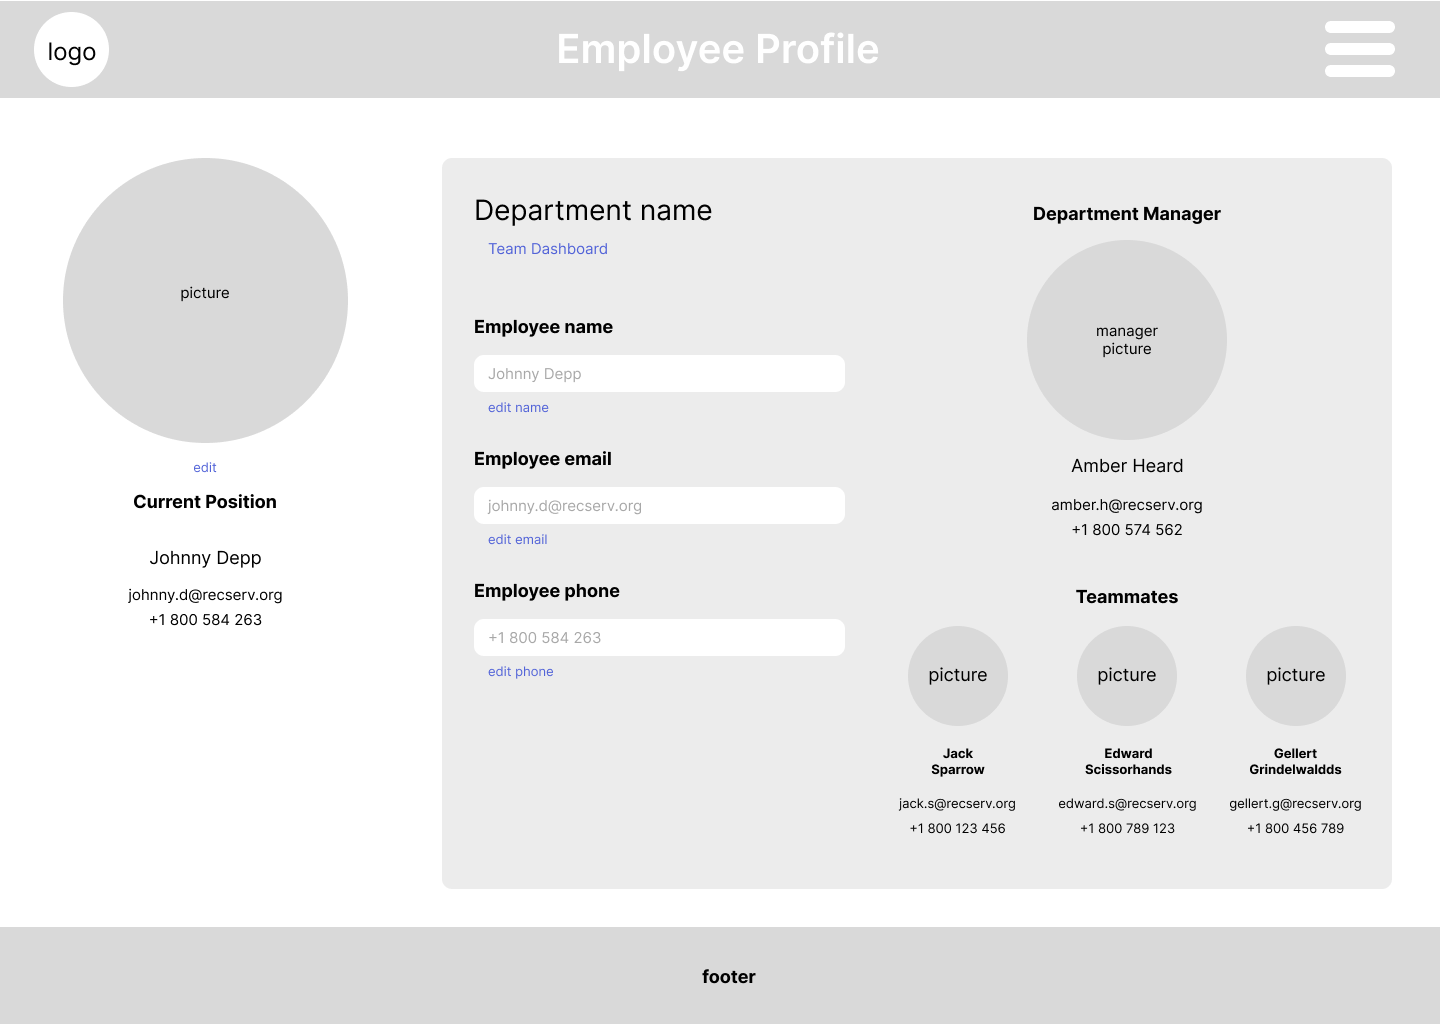 logo
Employee Profile
picture
edit
Current Position
Johnny Depp
johnny.d@recserv.org
+1 800 584 263
Department name
Team Dashboard
Employee name
Johnny Depp
edit name
Employee email
johnny.d@recserv.org
edit email
Employee phone
+1 800 584 263
edit phone
Department Manager
manager
picture
Amber Heard
amber.h@recserv.org
+1 800 574 562
Teammates
picture
Jack
Sparrow
jack.s@recserv.org
+1 800 123 456
picture
Edward
Scissorhands
edward.s@recserv.org
+1 800 789 123
picture
Gellert
Grindelwaldds
gellert.g@recserv.org
+1 800 456 789
footer